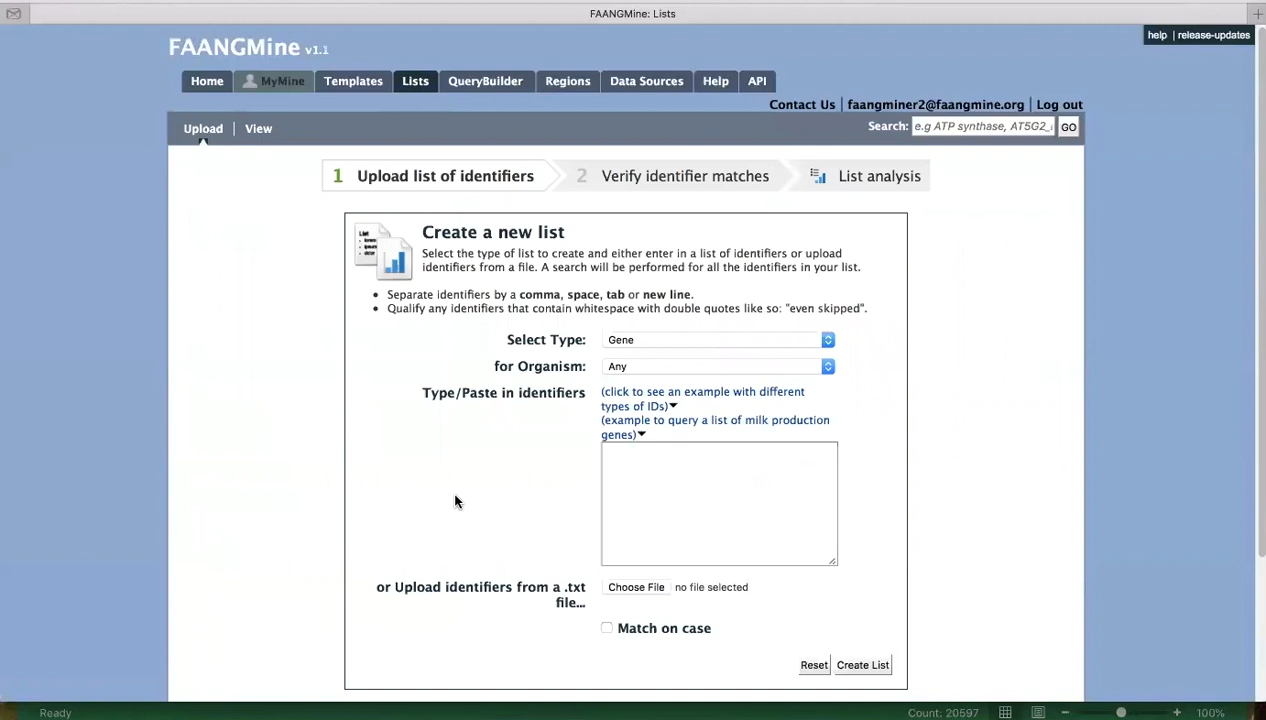 FAANGMine: Lists
help | release-updates
FAANGMine v1.1
Home MyMine Templates Lists QueryBuilder Regions Data Sources Help API
Contact Us | faangminer2@faangmine.org | Log out
Upload | View
Search: e.g ATP synthase, AT5G2_ GO
1 Upload list of identifiers 2 Verify identifier matches List analysis
Create a new list
Select the type of list to create and either enter in a list of identifiers or upload
identifiers from a file. A search will be performed for all the identifiers in your list.
• Separate identifiers by a comma, space, tab or new line.
• Qualify any identifiers that contain whitespace with double quotes like so: "even skipped".
Select Type: Gene
for Organism: Any
Type/Paste in identifiers (click to see an example with different
types of IDs)
(example to query a list of milk production
genes)
or Upload identifiers from a .txt
file... Choose File no file selected
Match on case
Reset Create List
Ready Count: 20597 100%